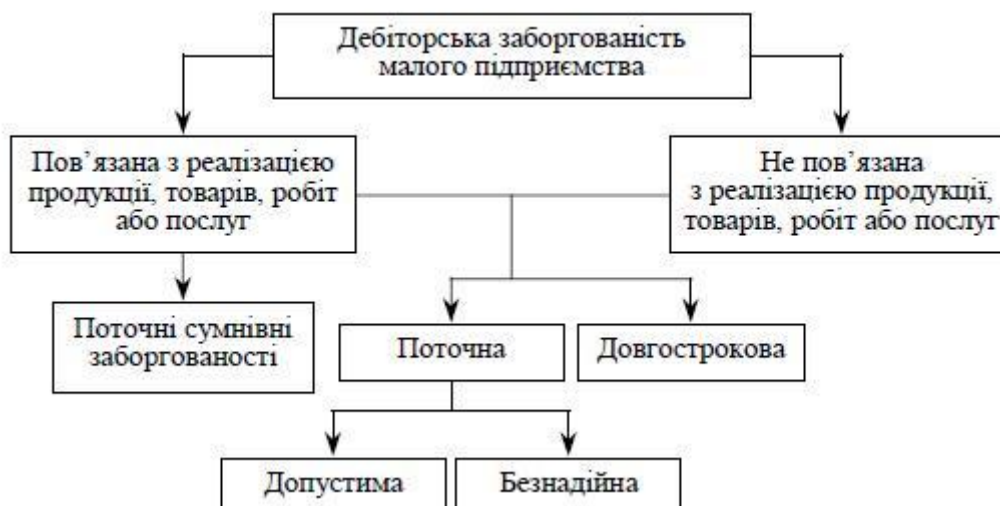 Дебіторська заборгованість
малого підприємства
Пов’язана з реалізацією
продукції, товарів, робіт
або послуг
Не пов’язана
з реалізацією продукції,
товарів, робіт або послуг
Поточні сумнівні
заборгованості
Поточна
Довгострокова
Допустима
Безнадійна